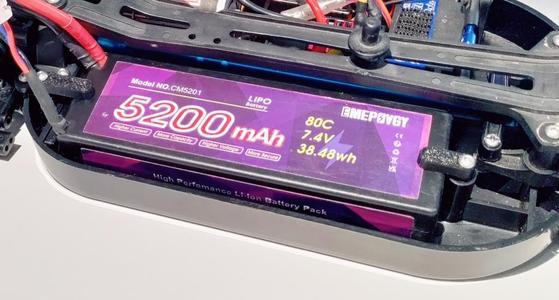 Model NO.CM5201
LIPO
Battery
5200mAh
Higher Current
More Capacity
Higher Voltage
More Secure
EMEPOVGY
80C
7.4V
38.48wh
High Perfomance Li-Ion Battery Pack